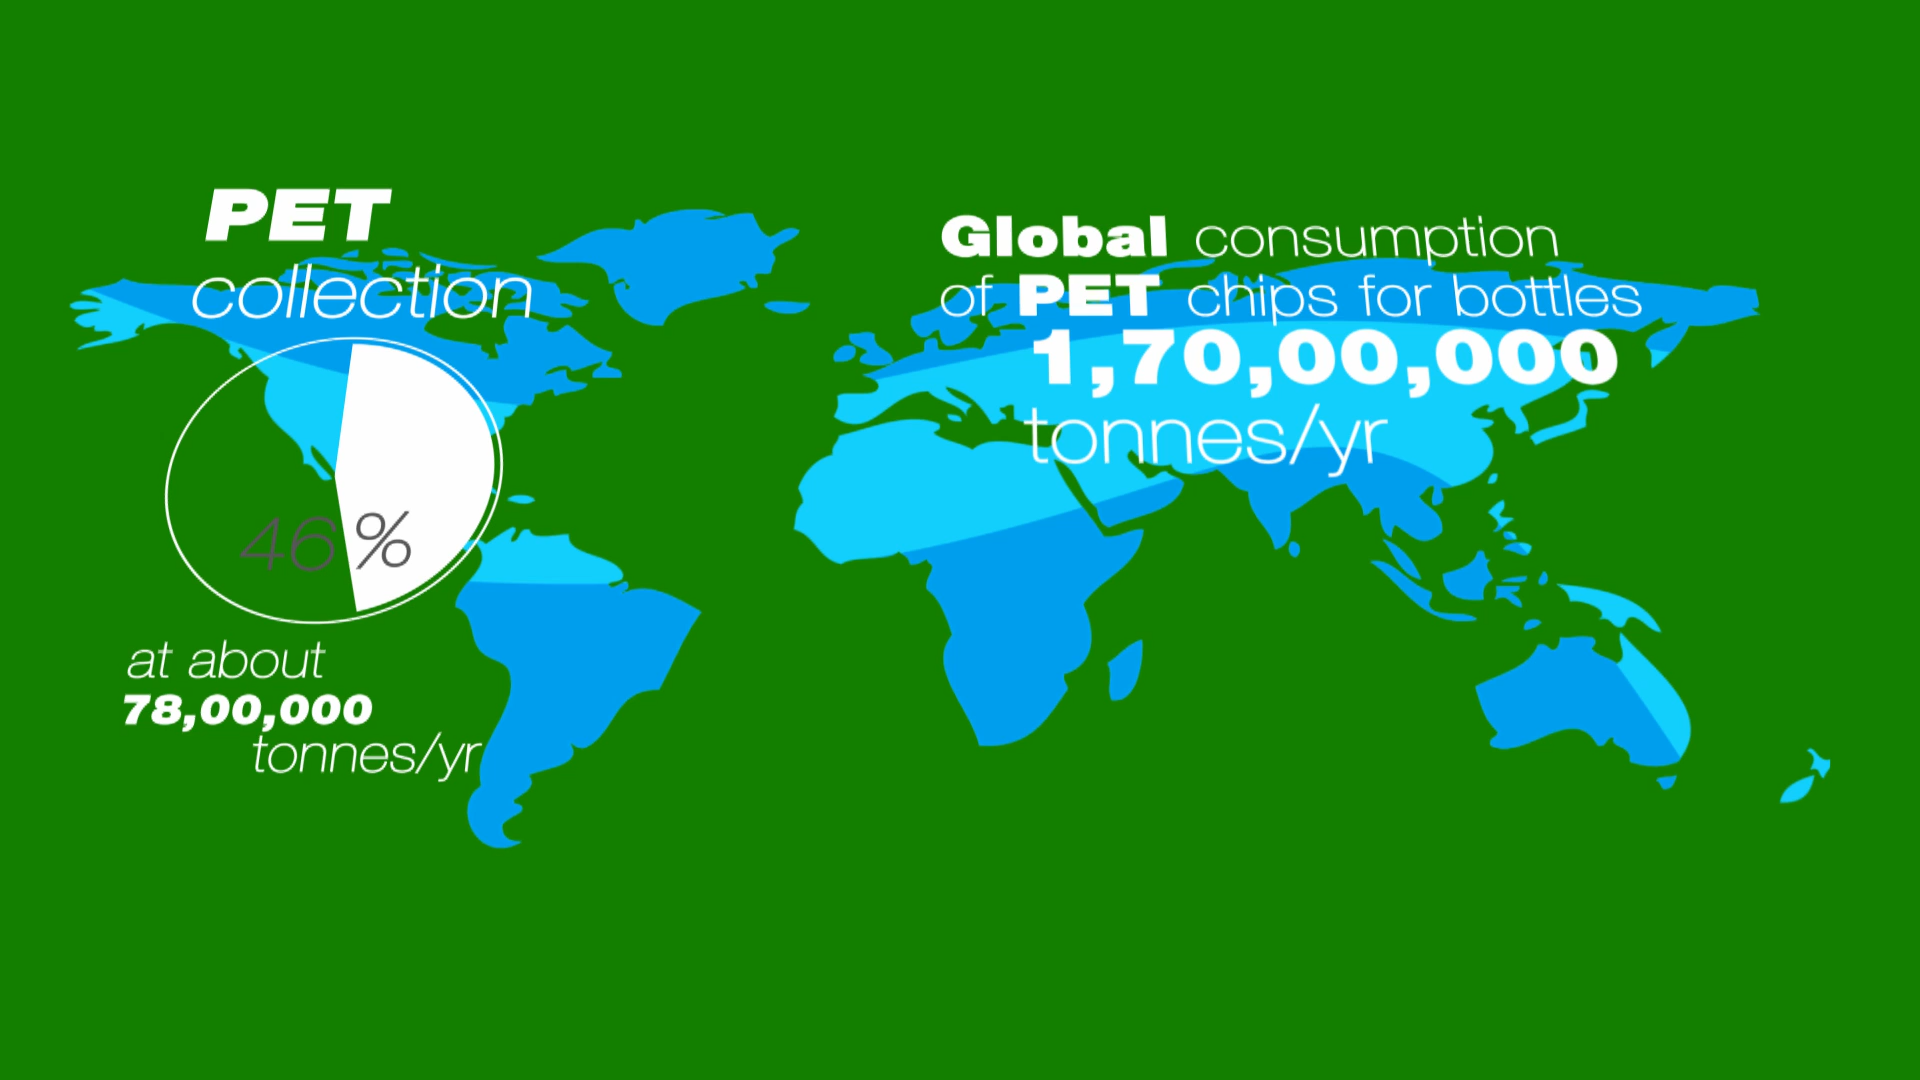 PET
collection
46%
at about
78,00,000
tonnes/yr
Global consumption
of PET chips for bottles
1,70,00,000
tonnes/yr